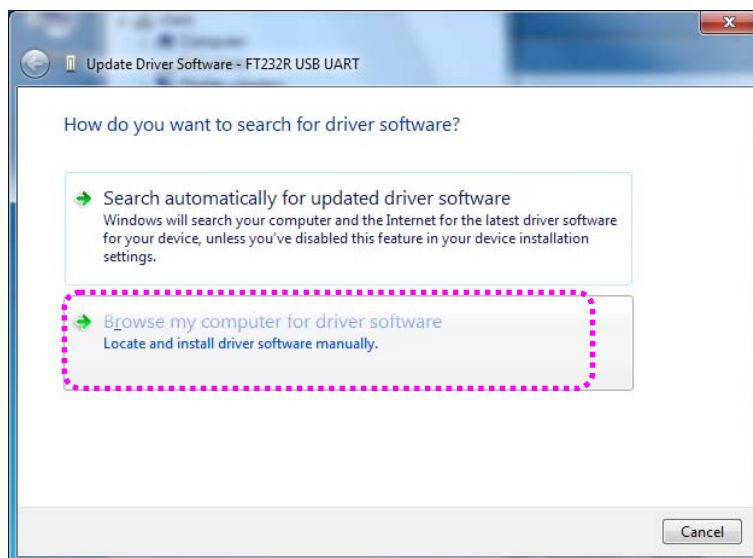 Computer
Update Driver Software - FT232R USB UART
How do you want to search for driver software?
Search automatically for updated driver software
Windows will search your computer and the Internet for the latest driver software
for your device, unless you've disabled this feature in your device installation
settings.
Browse my computer for driver software
Locate and install driver software manually.
Cancel